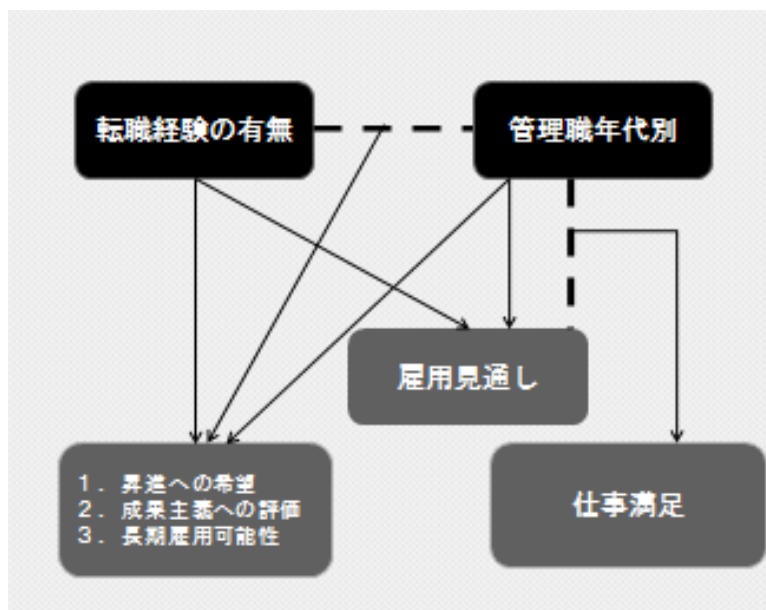 転職経験の有無
管理職年代別
雇用見通し
1. 昇進への希望
2. 成果主義への評価
3. 長期雇用可能性
仕事満足